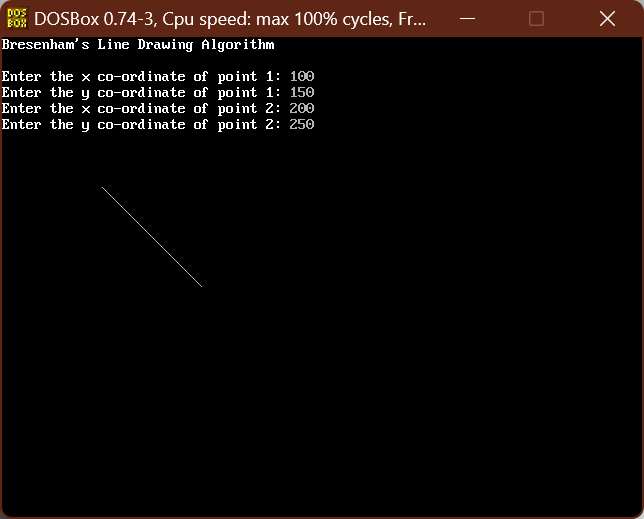 DOS
BOX
DOSBox 0.74-3, Cpu speed: max 100% cycles, Fr...
Bresenham's Line Drawing Algorithm
Enter the x co-ordinate of point 1: 100
Enter the y co-ordinate of point 1: 150
Enter the x co-ordinate of point 2: 200
Enter the y co-ordinate of point 2: 250